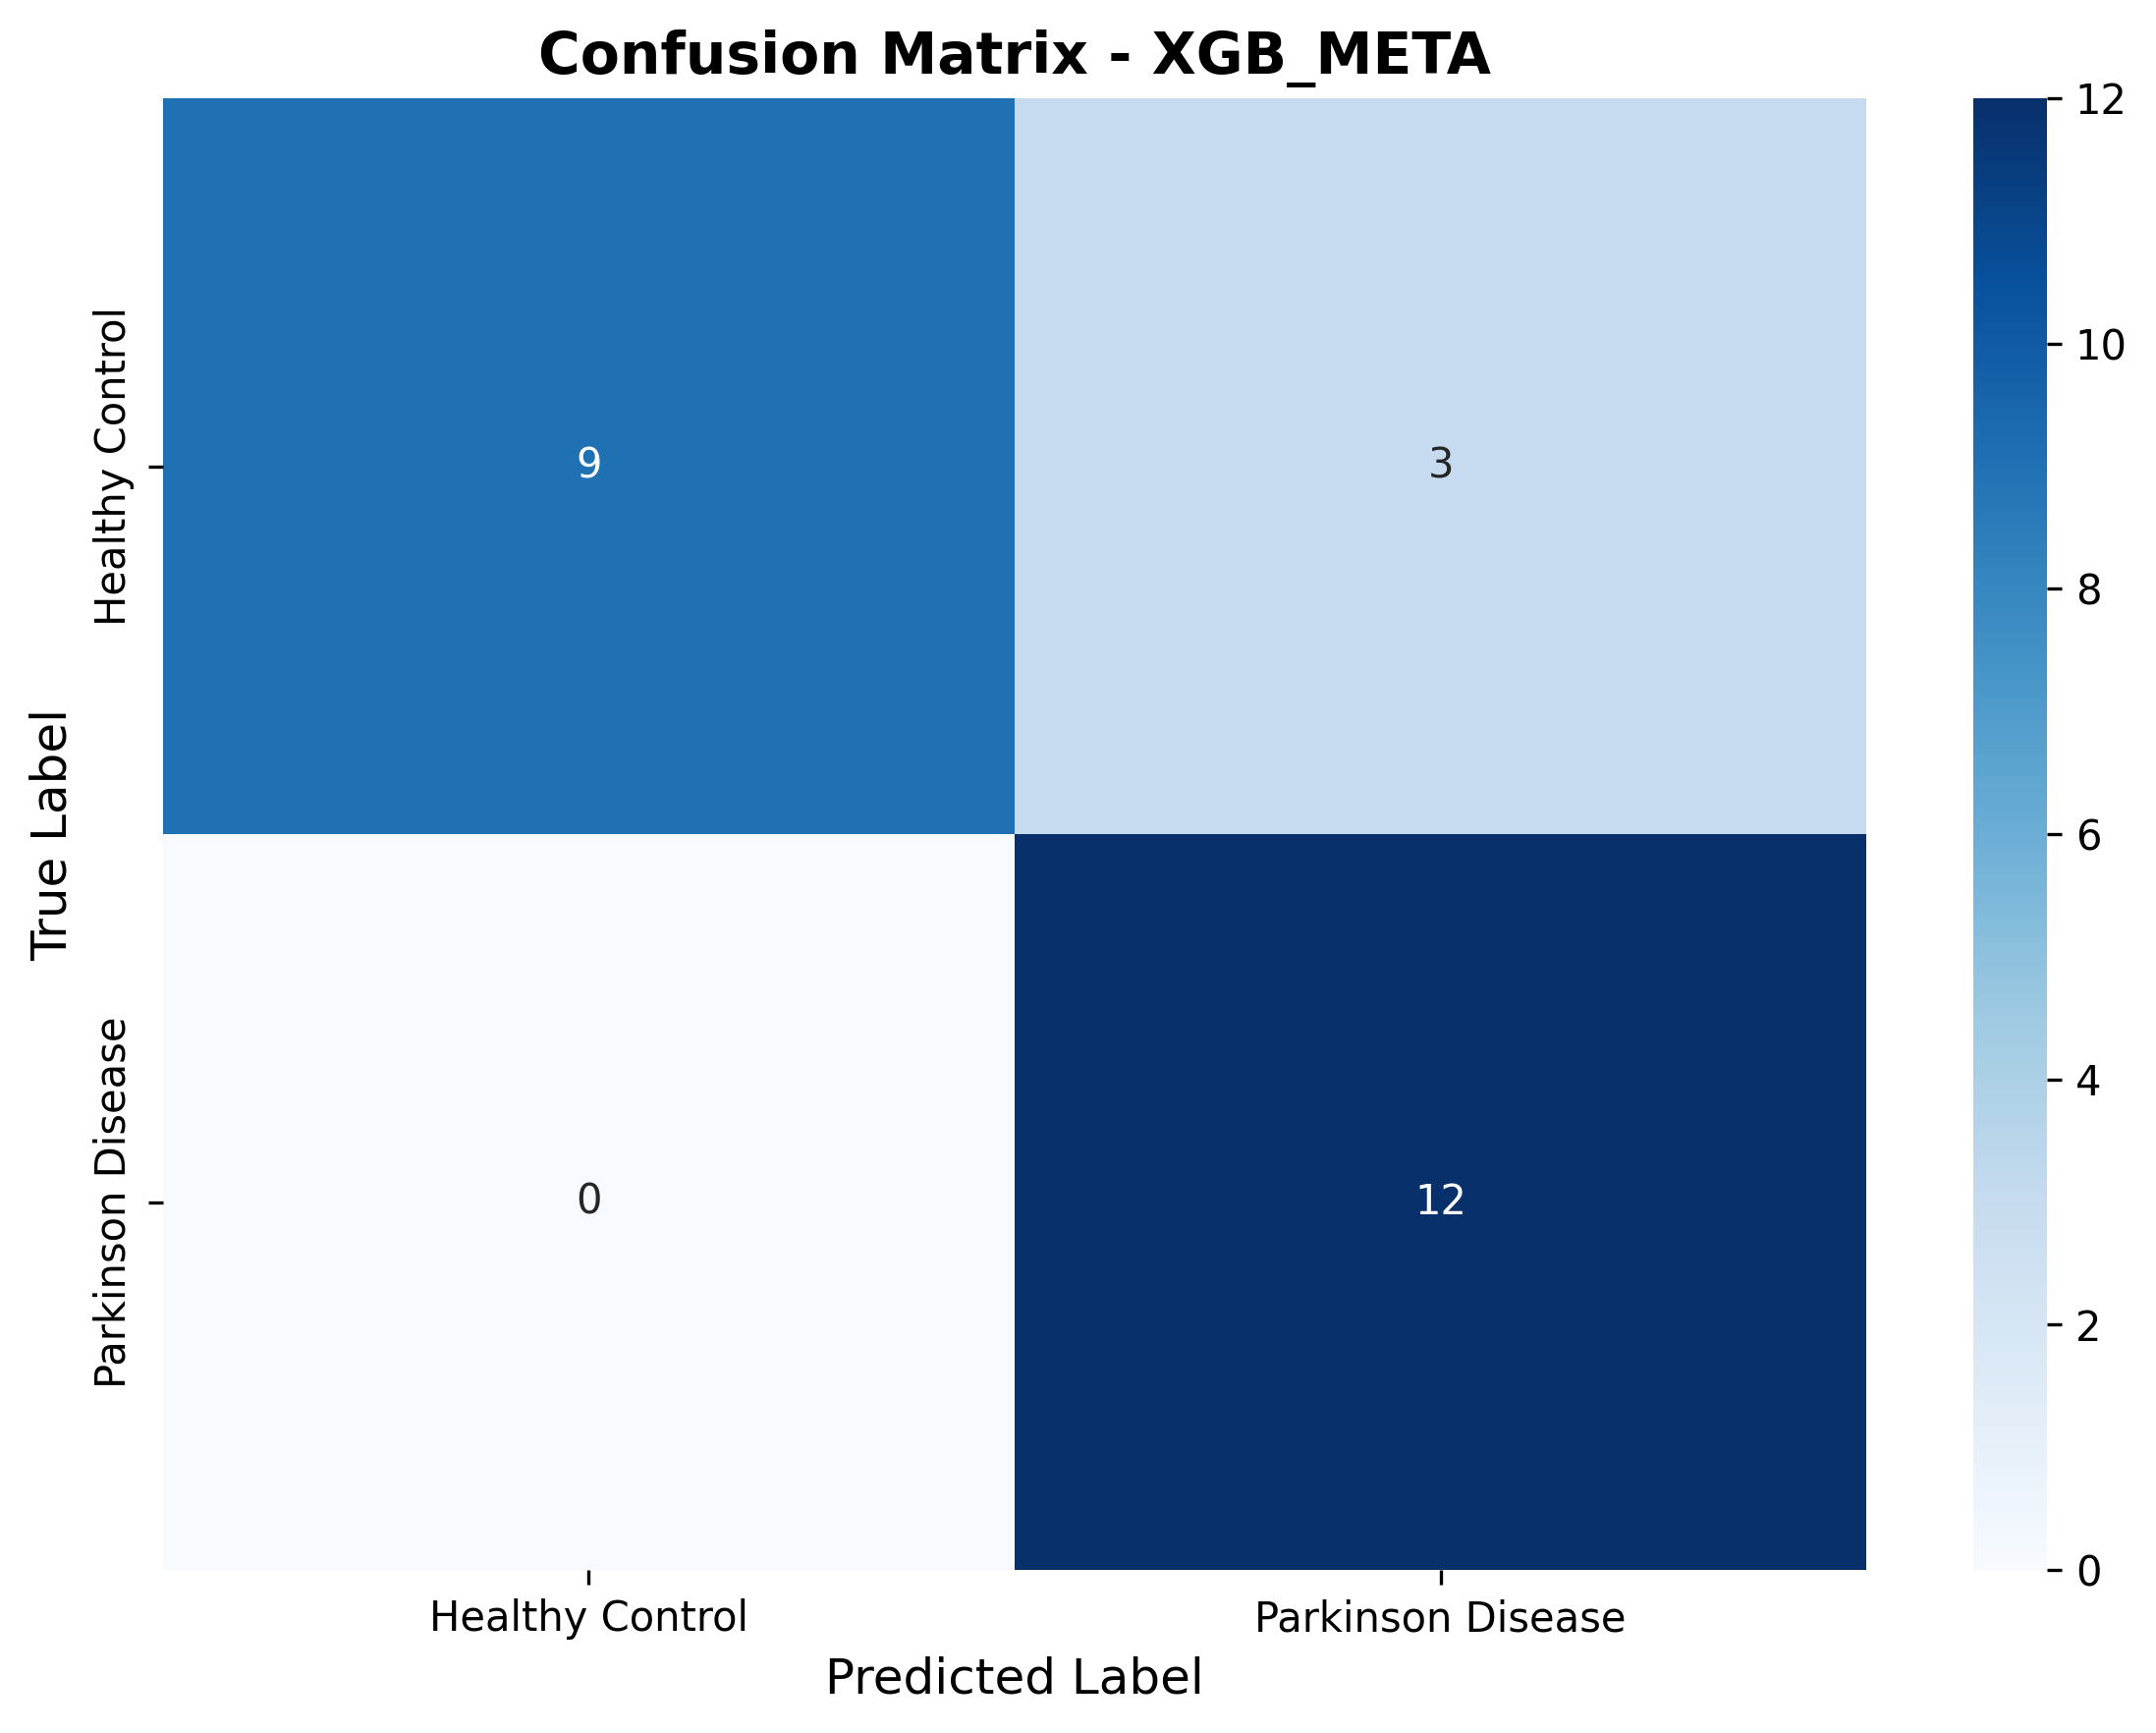 Confusion Matrix - XGB_META
True Label
Healthy Control
Parkinson Disease
9
3
0
12
Healthy Control
Parkinson Disease
Predicted Label
12
10
8
6
4
2
0